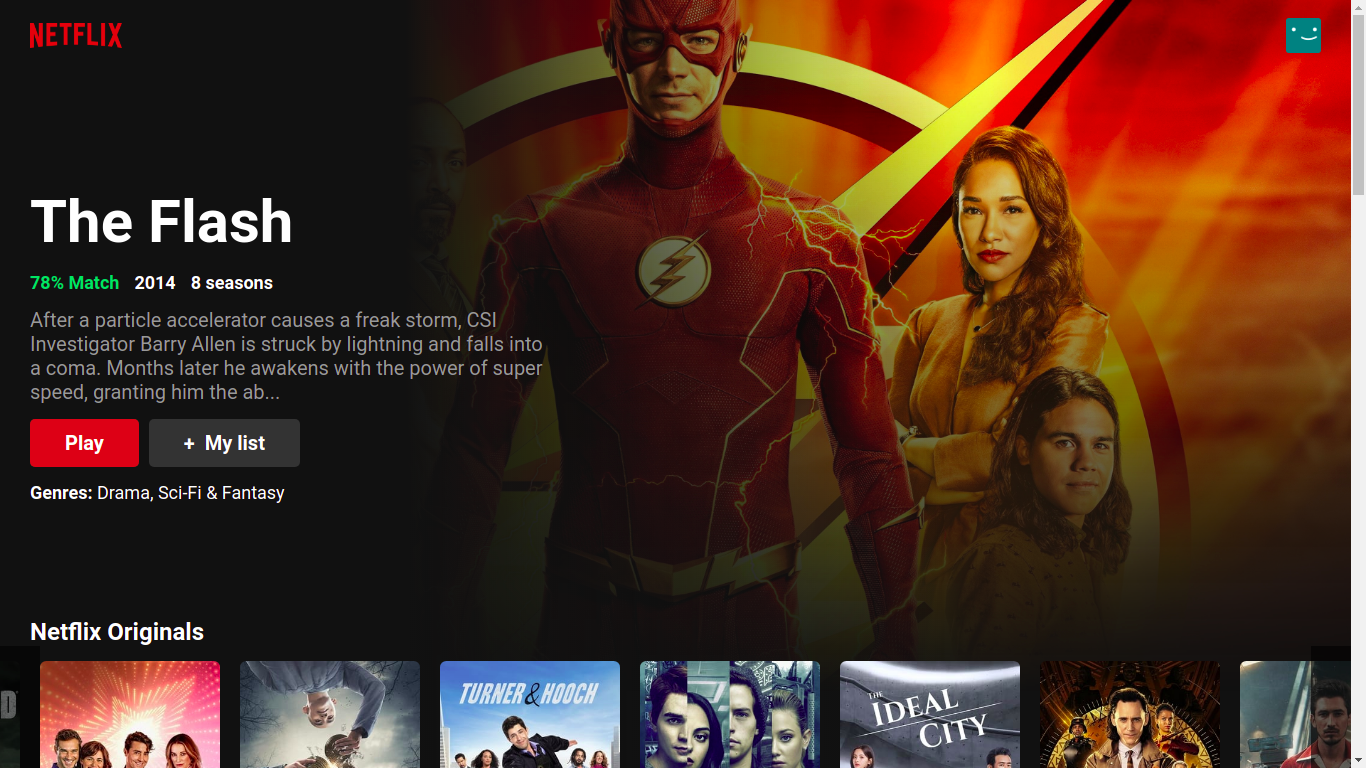 NETFLIX
The Flash
78% Match 2014 8 seasons
After a particle accelerator causes a freak storm, CSI
Investigator Barry Allen is struck by lightning and falls into
a coma. Months later he awakens with the power of super
speed, granting him the ab...
Play
+ My list
Genres: Drama, Sci-Fi & Fantasy
Netflix Originals
D
TURNER & HOOCH
THE
IDEAL
CITY